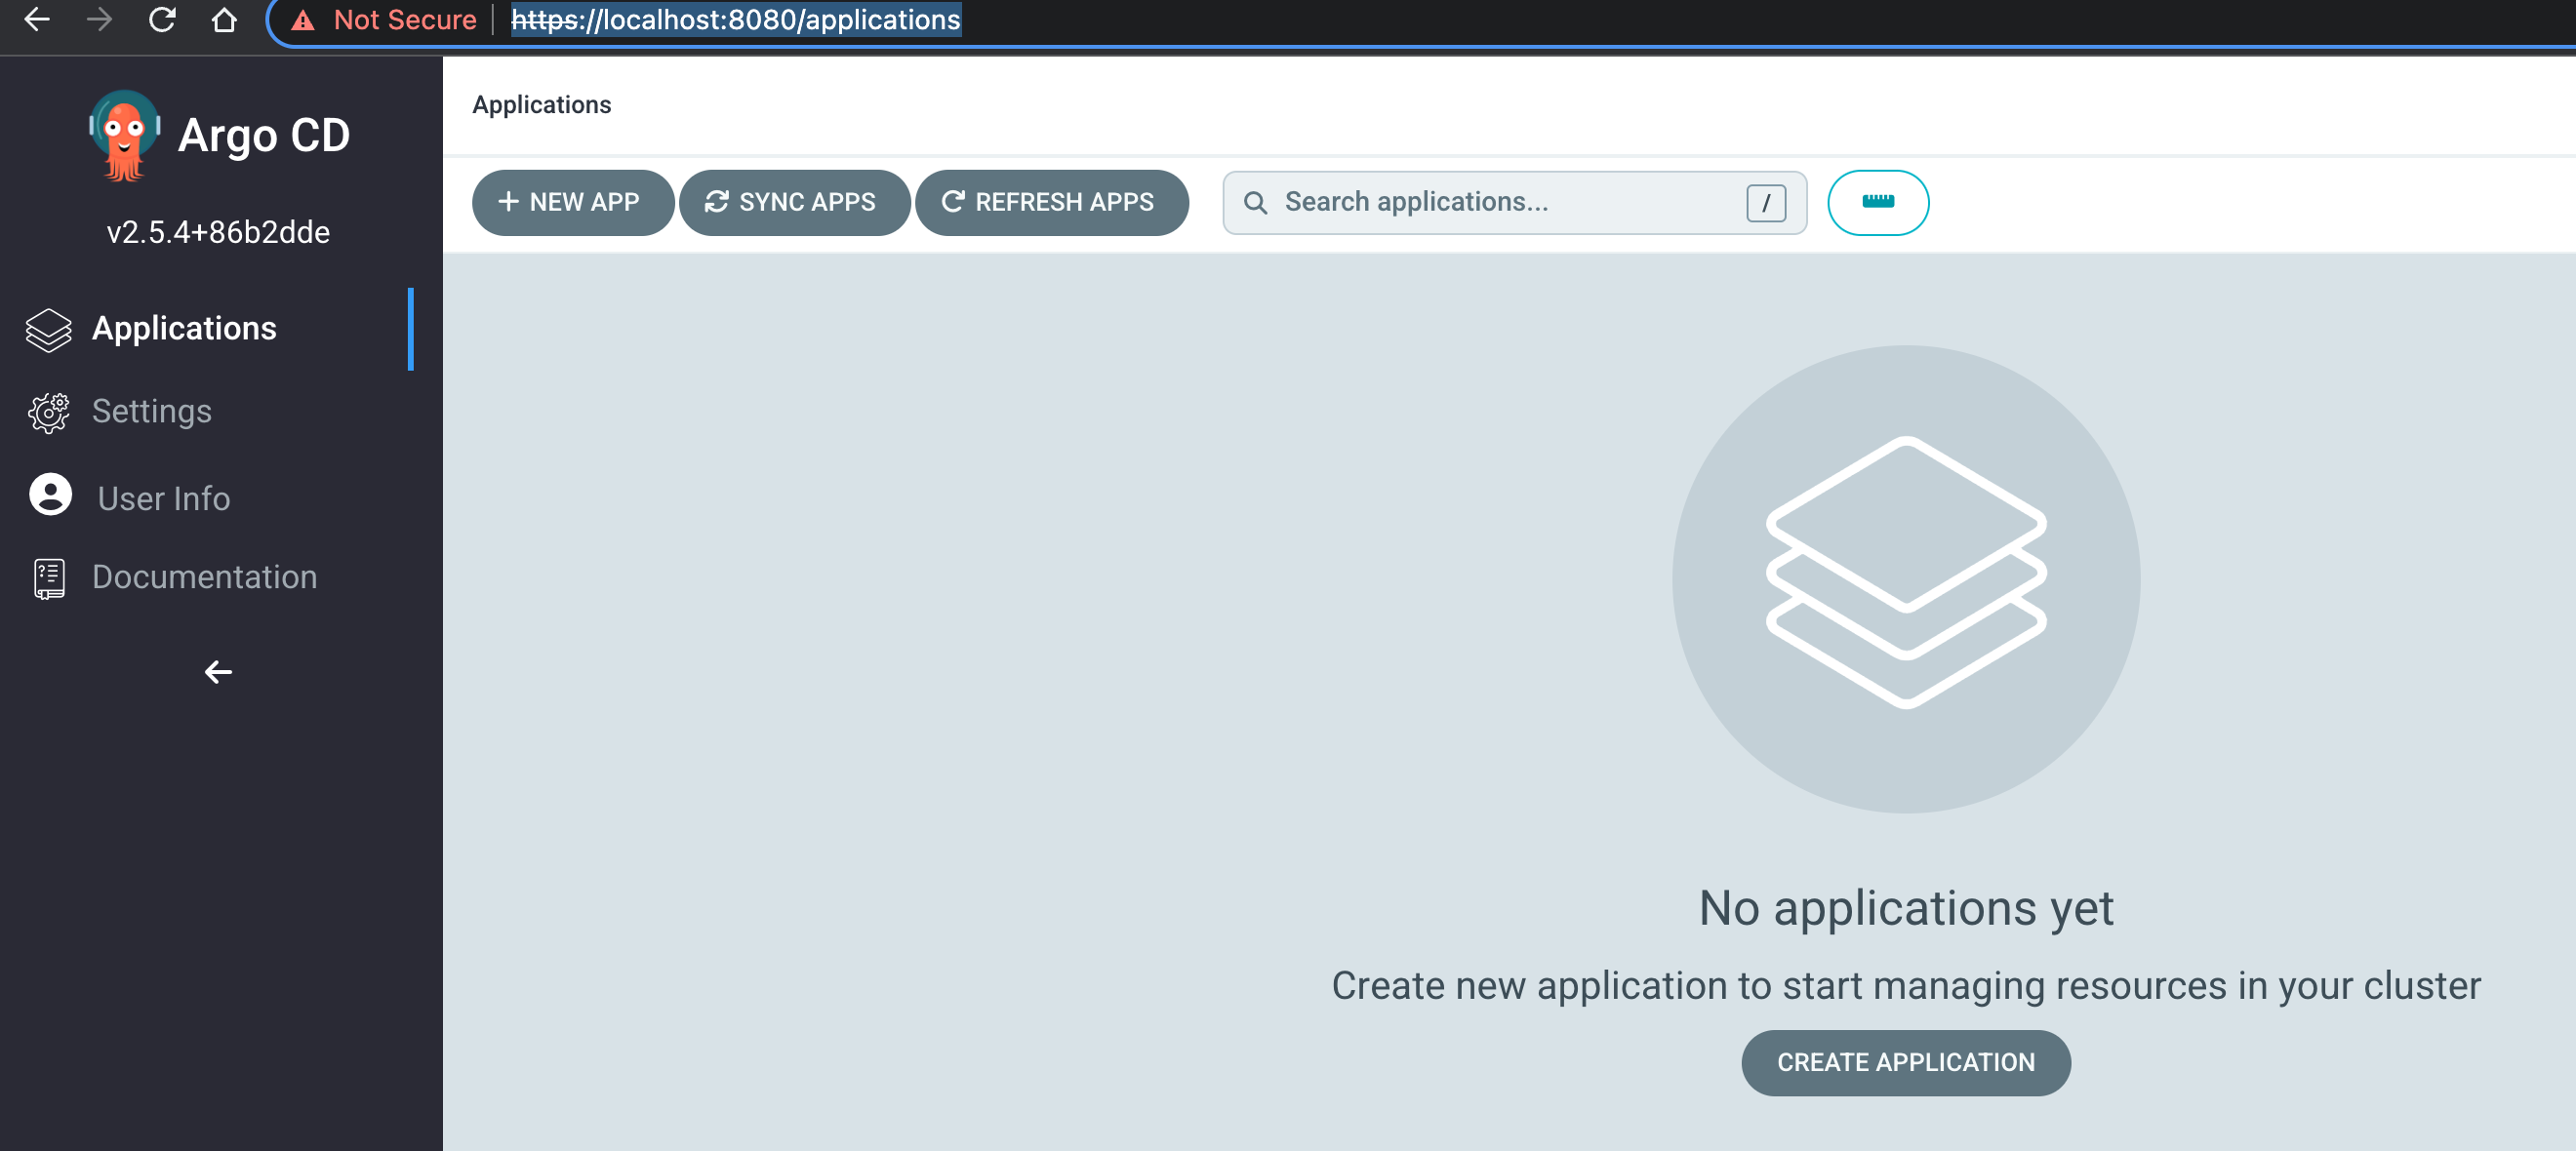 Not Secure https://localhost:8080/applications
Argo CD
v2.5.4+86b2dde
Applications
Settings
User Info
Documentation
Applications
+ NEW APP SYNC APPS REFRESH APPS Search applications... /
No applications yet
Create new application to start managing resources in your cluster
CREATE APPLICATION